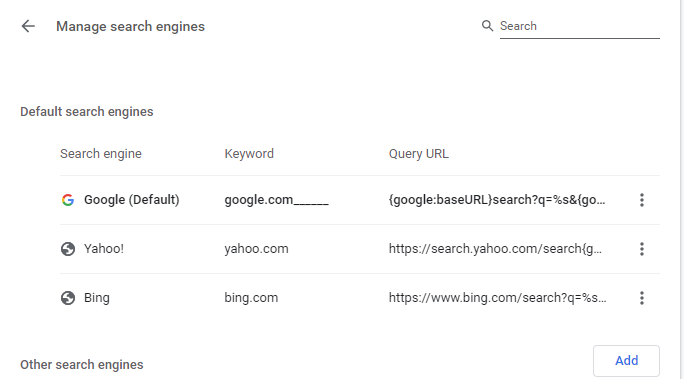 Manage search engines
Search
Default search engines
Search engine Keyword Query URL
Google (Default) google.com______ {google:baseURL}search?q=%s&{go...
Yahoo! yahoo.com https://search.yahoo.com/search{g...
Bing bing.com https://www.bing.com/search?q=%s...
Other search engines
Add